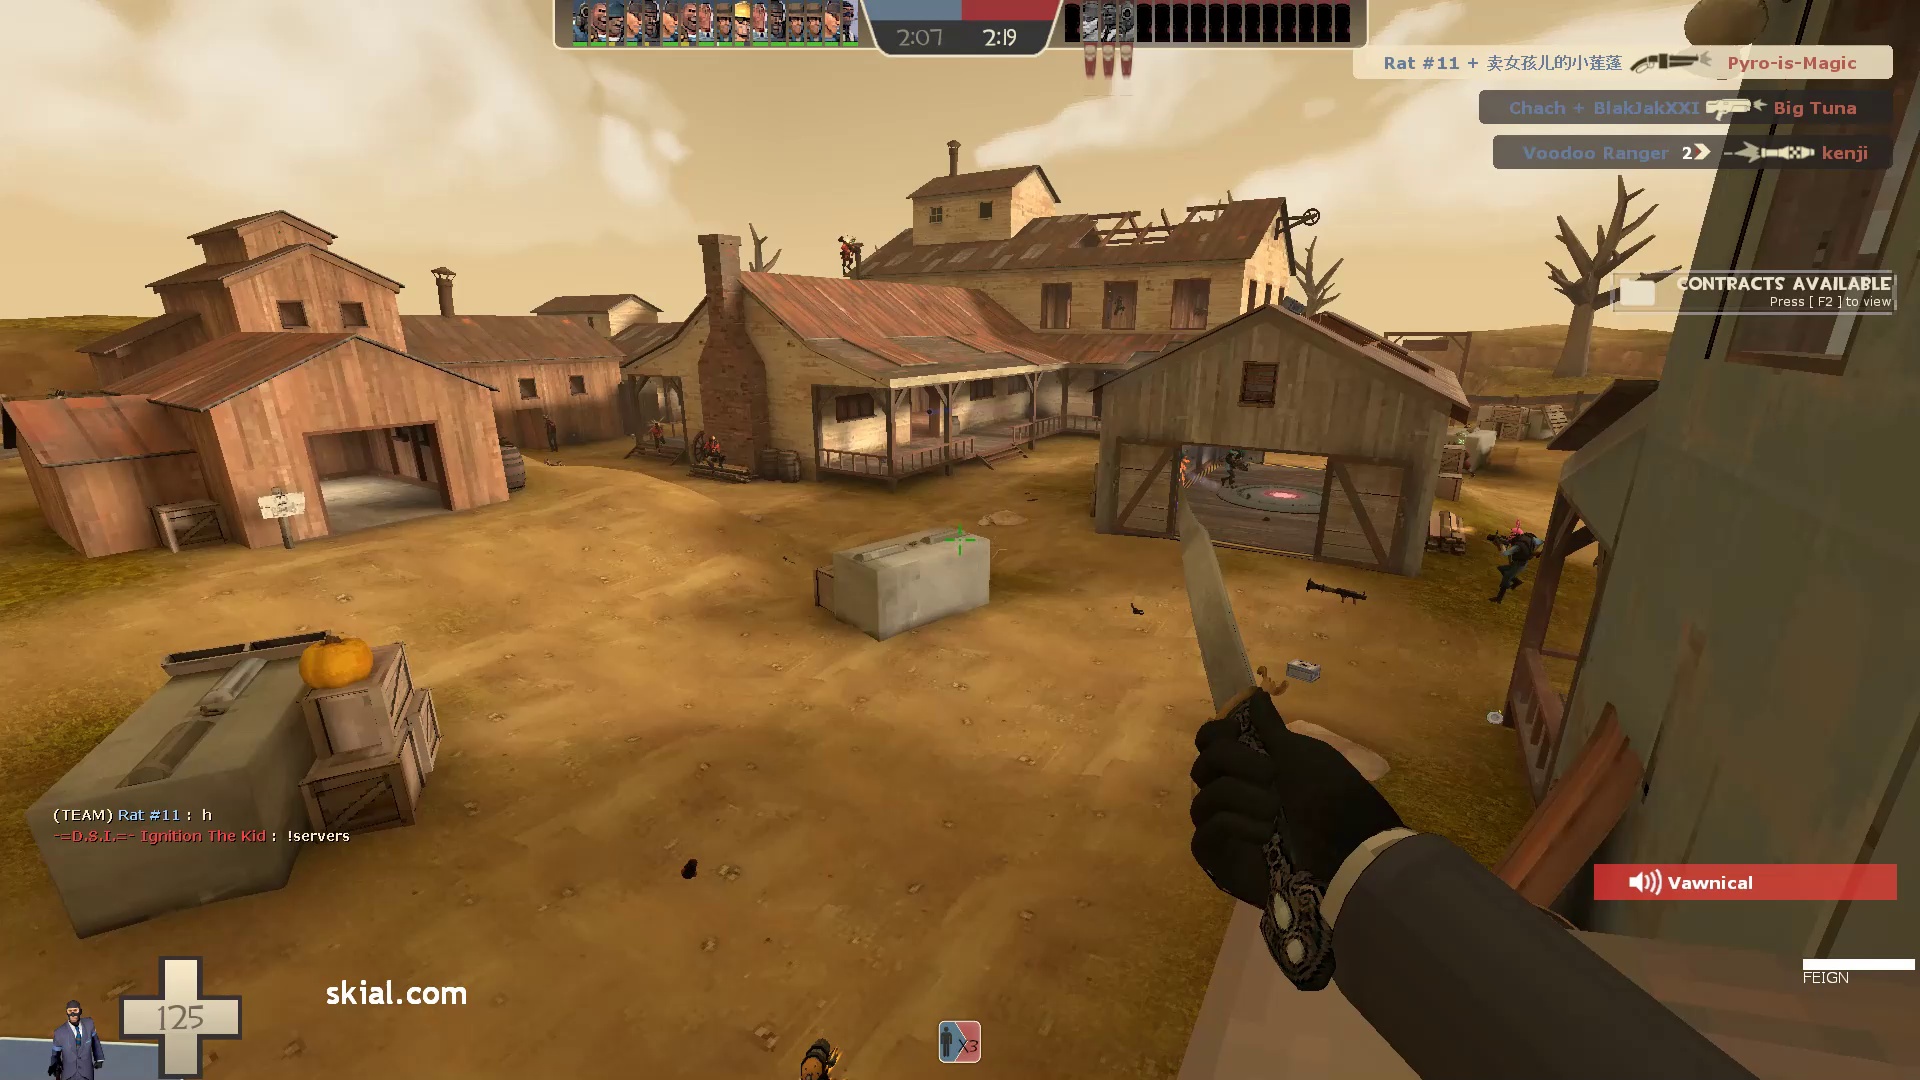 2:07 2:19
Rat #11 + 卖女孩儿的小莲蓬 Pyro-is-Magic
Chach + BlakJakXXI Big Tuna
Voodoo Ranger 2 kenji
CONTRACTS AVAILABLE
Press [ F2 ] to view
(TEAM) Rat #11 : h
-=D.S.I.=- Ignition The Kid : !servers
Vawnical
FEIGN
skial.com
125
X3